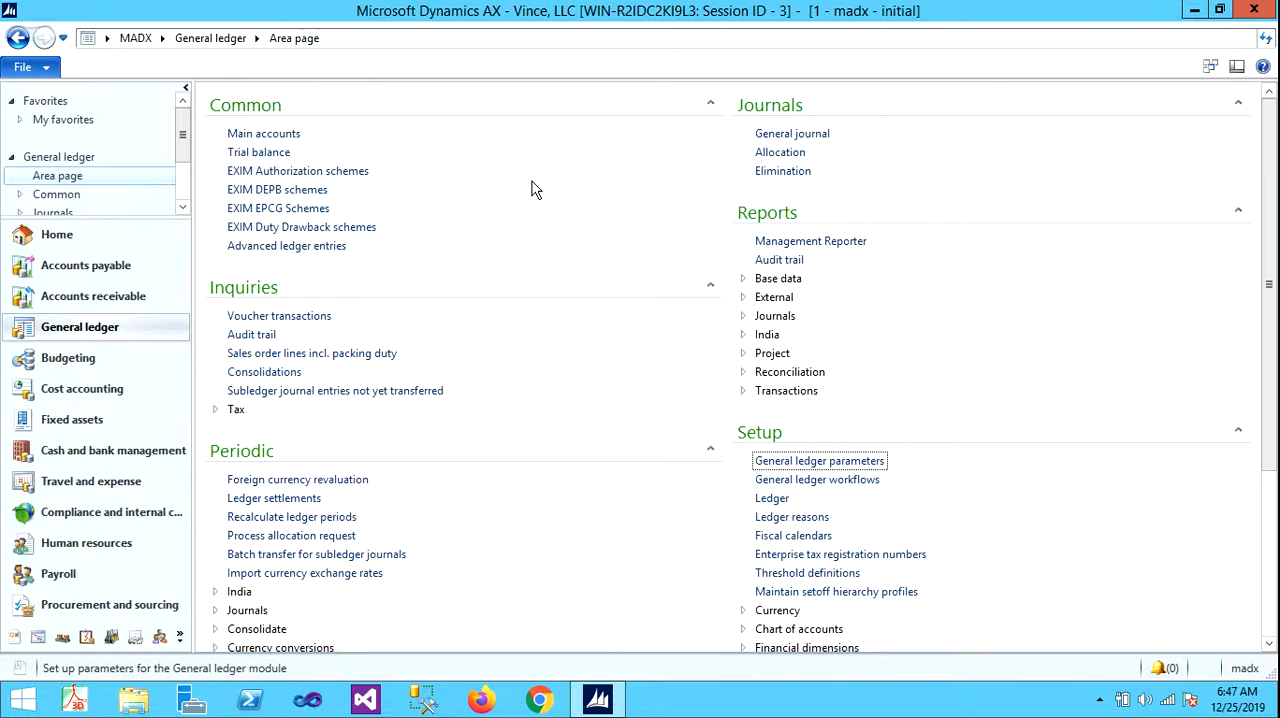 Microsoft Dynamics AX - Vince, LLC [WIN-R2IDC2KI9L3: Session ID - 3] - [1 - madx - initial]
MADX General ledger Area page
File
Favorites
My favorites
General ledger
Area page
Common
Journals
Home
Accounts payable
Accounts receivable
General ledger
Budgeting
Cost accounting
Fixed assets
Cash and bank management
Travel and expense
Compliance and internal c...
Human resources
Payroll
Procurement and sourcing
Common
Main accounts
Trial balance
EXIM Authorization schemes
EXIM DEPB schemes
EXIM EPCG Schemes
EXIM Duty Drawback schemes
Advanced ledger entries
Inquiries
Voucher transactions
Audit trail
Sales order lines incl. packing duty
Consolidations
Subledger journal entries not yet transferred
Tax
Periodic
Foreign currency revaluation
Ledger settlements
Recalculate ledger periods
Process allocation request
Batch transfer for subledger journals
Import currency exchange rates
India
Journals
Consolidate
Currency conversions
Journals
General journal
Allocation
Elimination
Reports
Management Reporter
Audit trail
Base data
External
Journals
India
Project
Reconciliation
Transactions
Setup
General ledger parameters
General ledger workflows
Ledger
Ledger reasons
Fiscal calendars
Enterprise tax registration numbers
Threshold definitions
Maintain setoff hierarchy profiles
Currency
Chart of accounts
Financial dimensions
Set up parameters for the General ledger module
(0)
madx
6:47 AM
12/25/2019